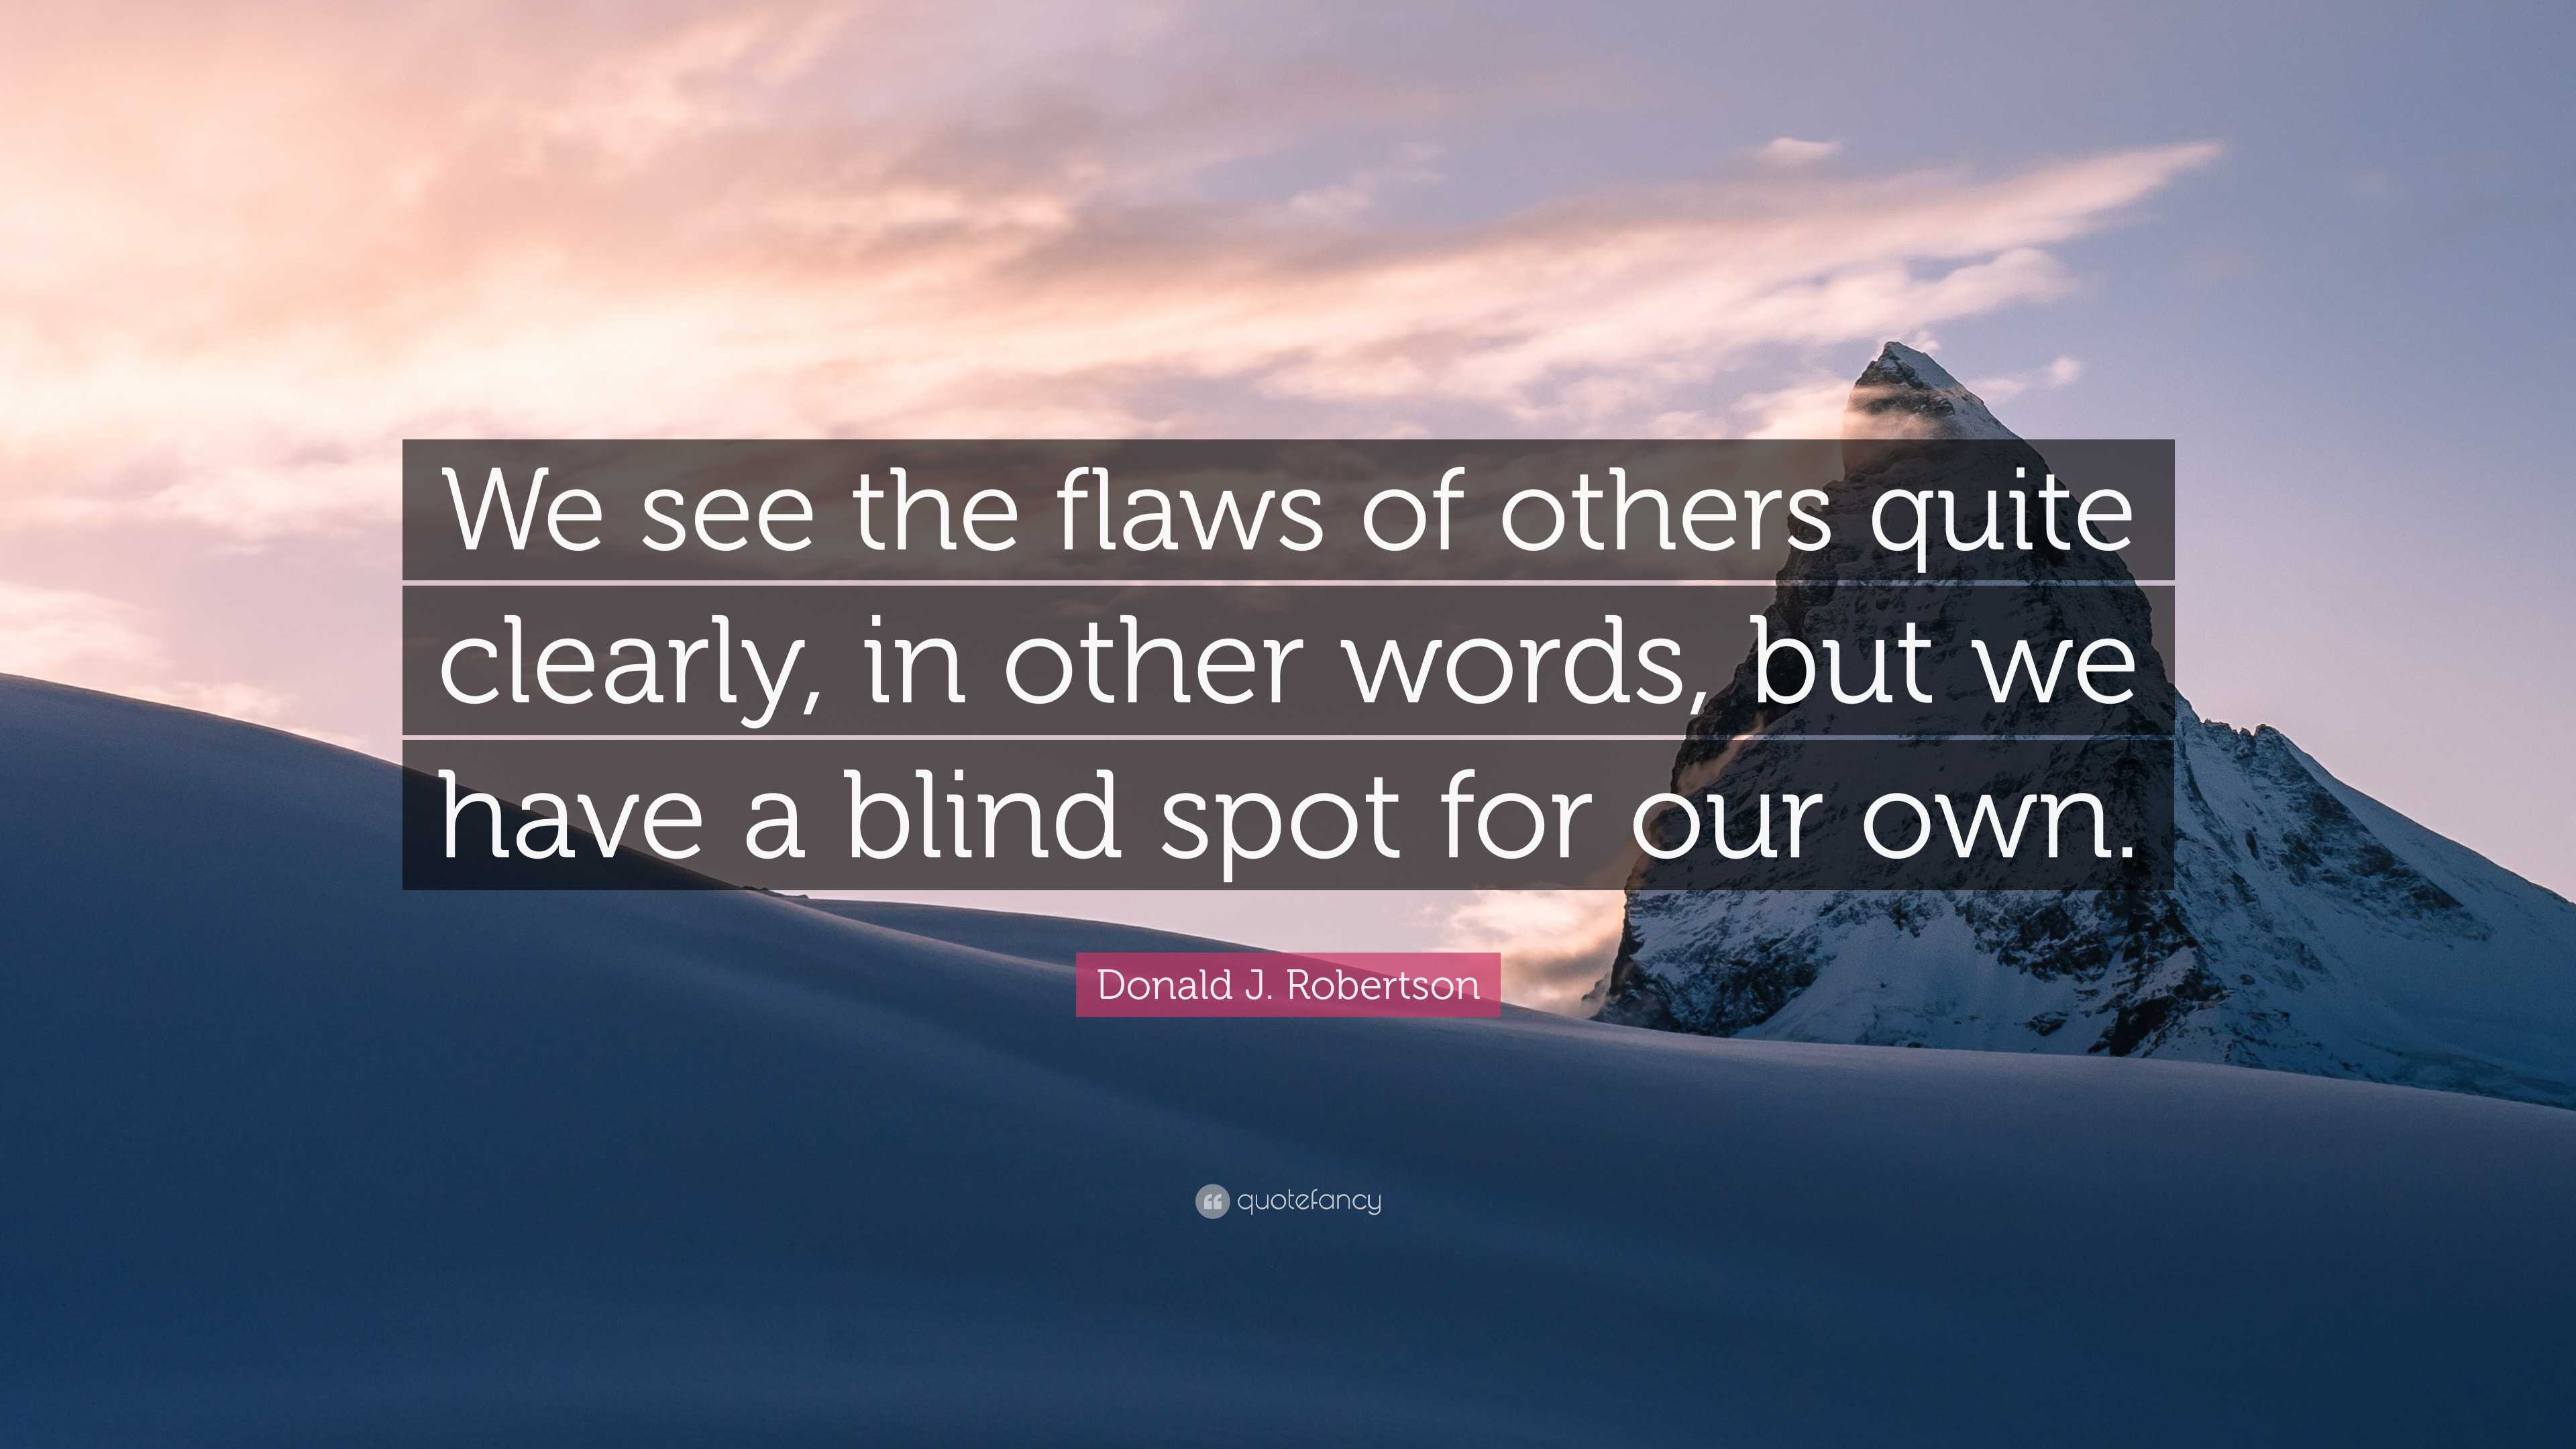 We see the flaws of others quite
clearly, in other words, but we
have a blind spot for our own.
Donald J. Robertson
quotefancy